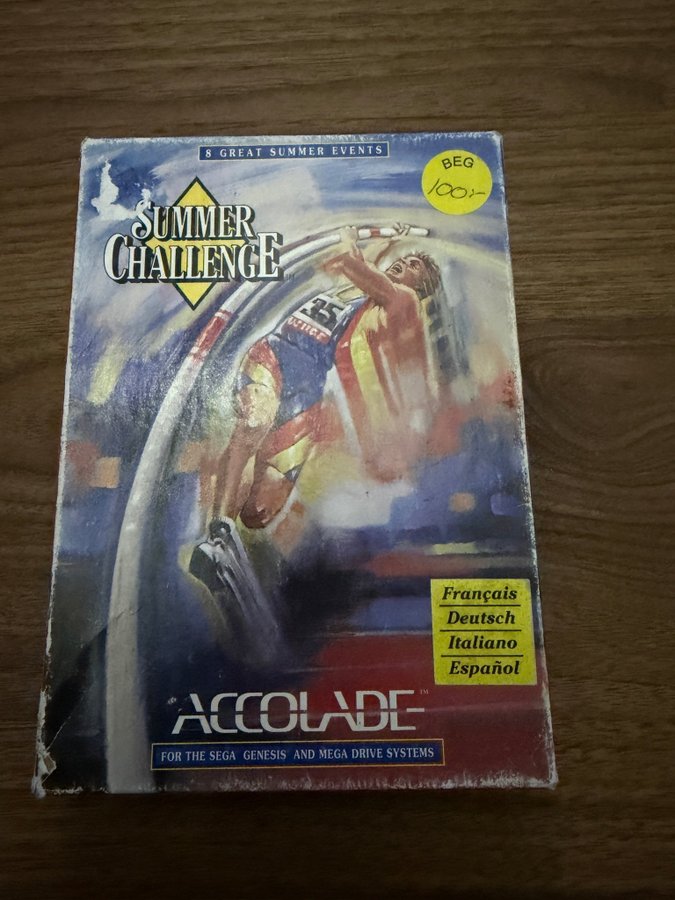 8 GREAT SUMMER EVENTS
BEG
100:-
SUMMER
CHALLENGE
35
Français
Deutsch
Italiano
Español
ACCOLADE™
FOR THE SEGA GENESIS AND MEGA DRIVE SYSTEMS